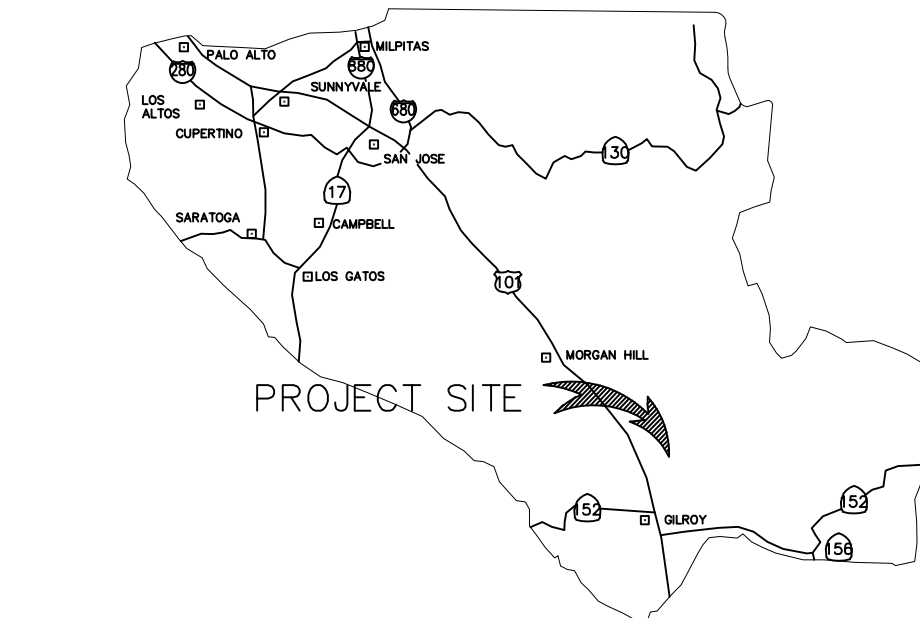 PALO ALTO
MILPITAS
280
880
SUNNYVALE
LOS
ALTOS
680
CUPERTINO
130
SAN JOSE
17
SARATOGA
CAMPBELL
LOS GATOS
101
MORGAN HILL
PROJECT SITE
152
152
GILROY
156